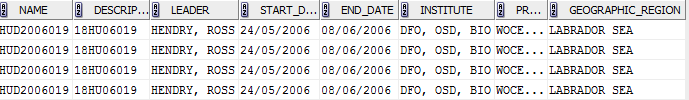 NAME DESCRIP... LEADER START_D... END_DATE INSTITUTE PR... GEOGRAPHIC_REGION
HUD2006019 18HU06019 HENDRY, ROSS 24/05/2006 08/06/2006 DFO, OSD, BIO WOCE... LABRADOR SEA
HUD2006019 18HU06019 HENDRY, ROSS 24/05/2006 08/06/2006 DFO, OSD, BIO WOCE... LABRADOR SEA
HUD2006019 18HU06019 HENDRY, ROSS 24/05/2006 08/06/2006 DFO, OSD, BIO WOCE... LABRADOR SEA
HUD2006019 18HU06019 HENDRY, ROSS 24/05/2006 08/06/2006 DFO, OSD, BIO WOCE... LABRADOR SEA